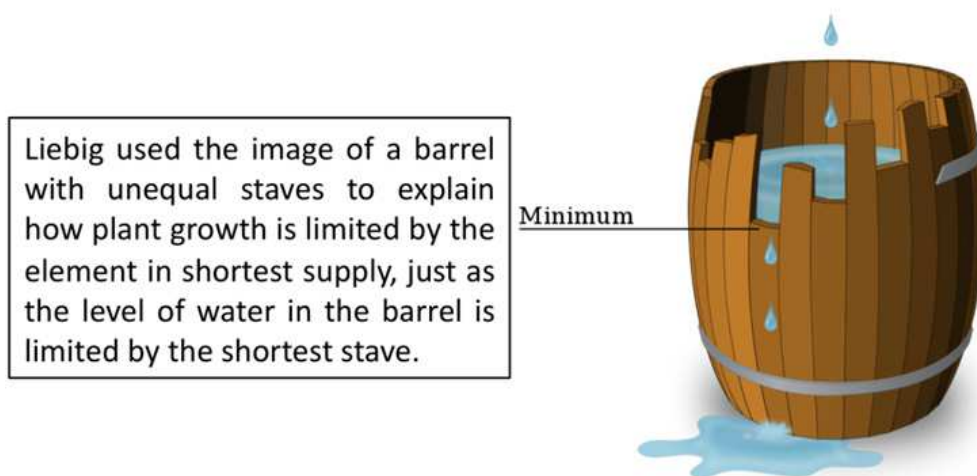 Liebig used the image of a barrel
with unequal staves to explain
how plant growth is limited by the
element in shortest supply, just as
the level of water in the barrel is
limited by the shortest stave.
Minimum